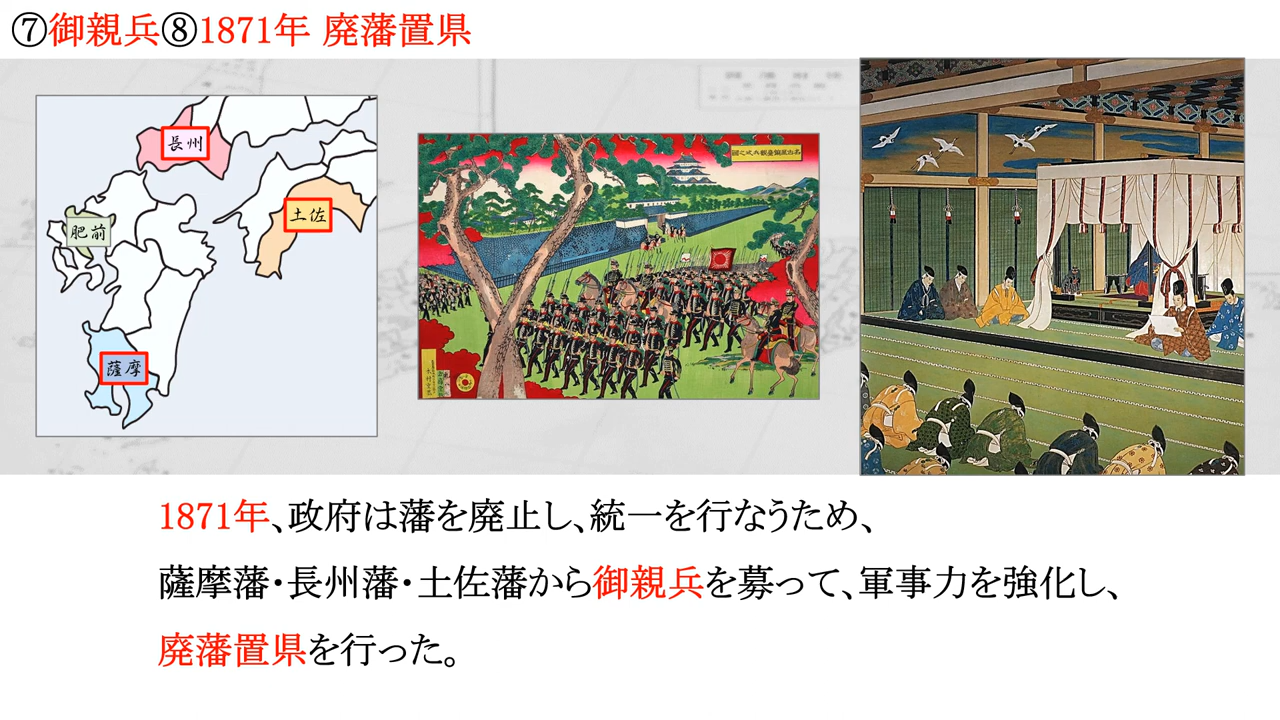 ⑦御親兵⑧1871年 廃藩置県
長州
土佐
肥前
薩摩
1871年、政府は藩を廃止し、統一を行なうため、
薩摩藩・長州藩・土佐藩から御親兵を募って、軍事力を強化し、
廃藩置県を行った。